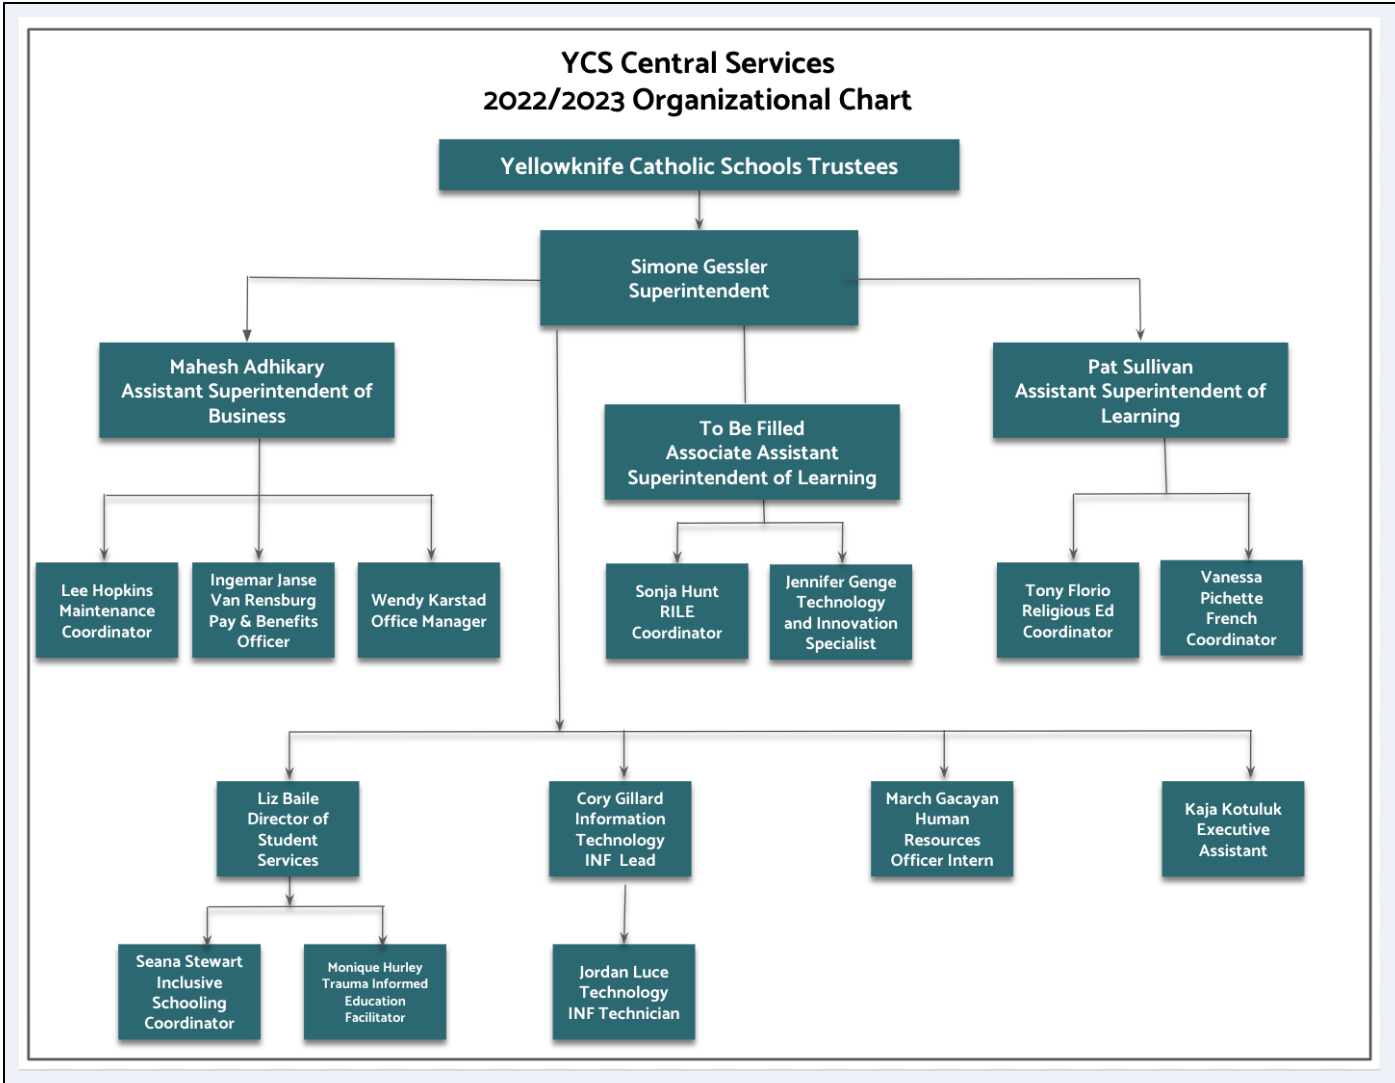 YCS Central Services
2022/2023 Organizational Chart
Yellowknife Catholic Schools Trustees
Simone Gessler
Superintendent
Mahesh Adhikary
Assistant Superintendent of
Business
To Be Filled
Associate Assistant
Superintendent of Learning
Pat Sullivan
Assistant Superintendent of
Learning
Lee Hopkins
Maintenance
Coordinator
Ingemar Janse
Van Rensburg
Pay & Benefits
Officer
Wendy Karstad
Office Manager
Sonja Hunt
RILE
Coordinator
Jennifer Genge
Technology
and Innovation
Specialist
Tony Florio
Religious Ed
Coordinator
Vanessa
Pichette
French
Coordinator
Liz Baile
Director of
Student
Services
Cory Gillard
Information
Technology
INF Lead
March Gacayan
Human
Resources
Officer Intern
Kaja Kotuluk
Executive
Assistant
Seana Stewart
Inclusive
Schooling
Coordinator
Monique Hurley
Trauma Informed
Education
Facilitator
Jordan Luce
Technology
INF Technician